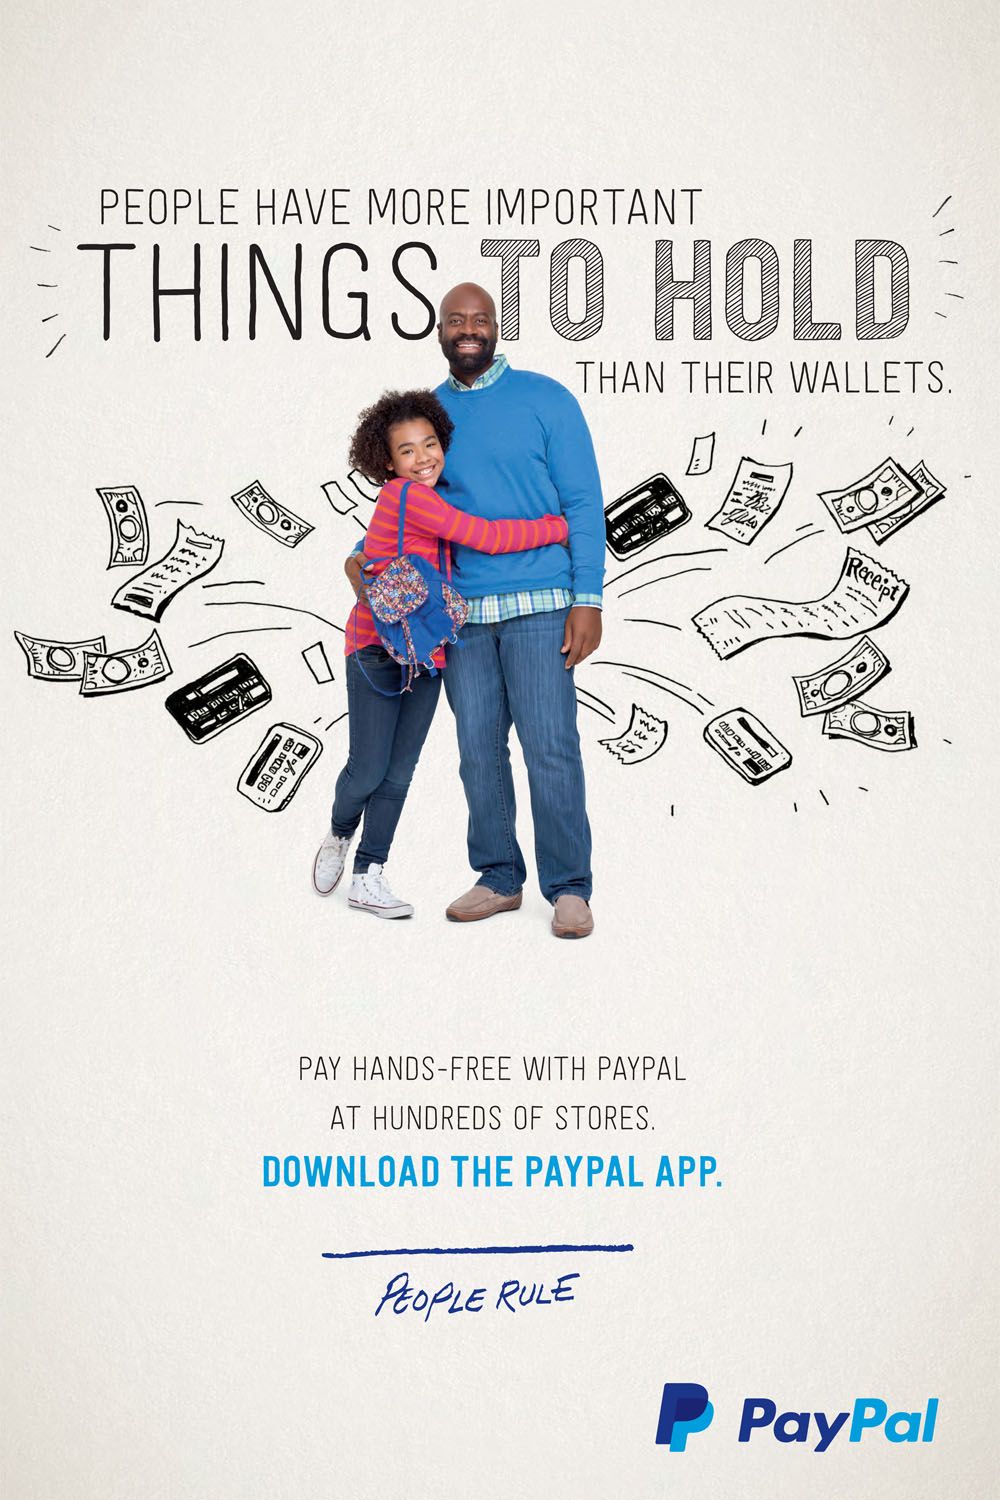 PEOPLE HAVE MORE IMPORTANT
THINGS TO HOLD
THAN THEIR WALLETS.
Receipt
PAY HANDS-FREE WITH PAYPAL
AT HUNDREDS OF STORES.
DOWNLOAD THE PAYPAL APP.
PEOPLE RULE
PayPal